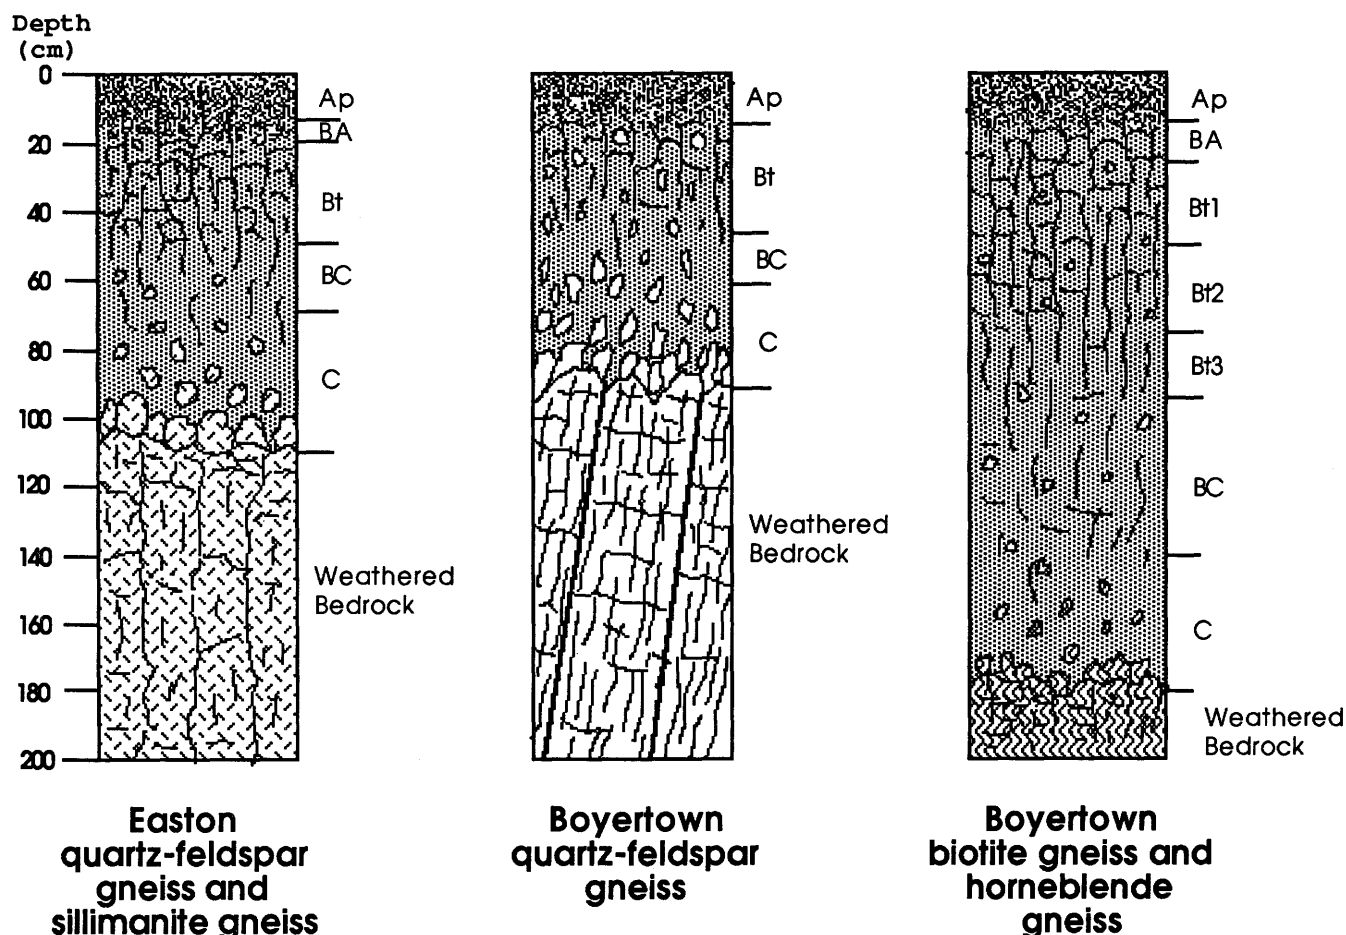 Depth
(cm)
0
20
40
60
80
100
120
140
160
180
200
Ap
BA
Bt
BC
C
Weathered
Bedrock
Easton
quartz-feldspar
gneiss and
sillimanite gneiss
Ap
Bt
BC
C
Weathered
Bedrock
Boyertown
quartz-feldspar
gneiss
Ap
BA
Bt1
Bt2
Bt3
BC
C
Weathered
Bedrock
Boyertown
biotite gneiss and
horneblende
gneiss